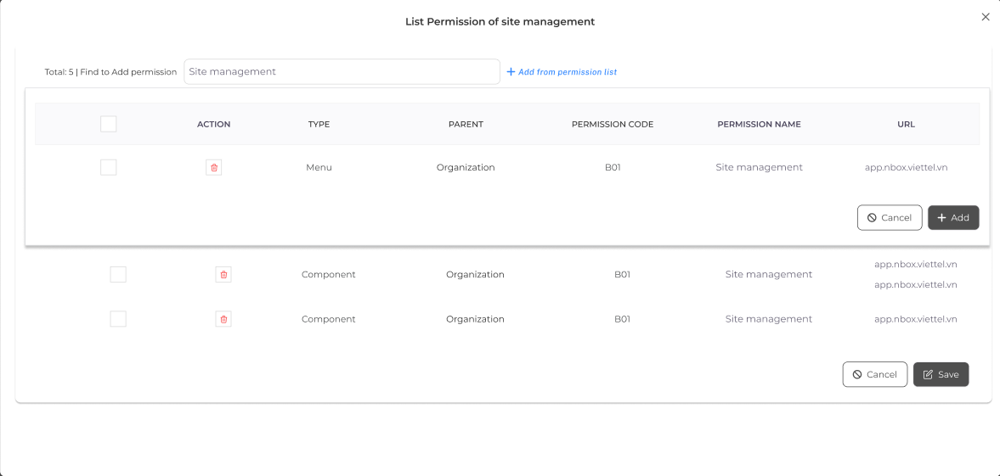 List Permission of site management
Total: 5 | Find to Add permission Site management Add from permission list
ACTION TYPE PARENT PERMISSION CODE PERMISSION NAME URL
Menu Organization B01 Site management app.nbox.viettel.vn
Cancel Add
app.nbox.viettel.vn
Component Organization B01 Site management
app.nbox.viettel.vn
Component Organization B01 Site management app.nbox.viettel.vn
Cancel Save